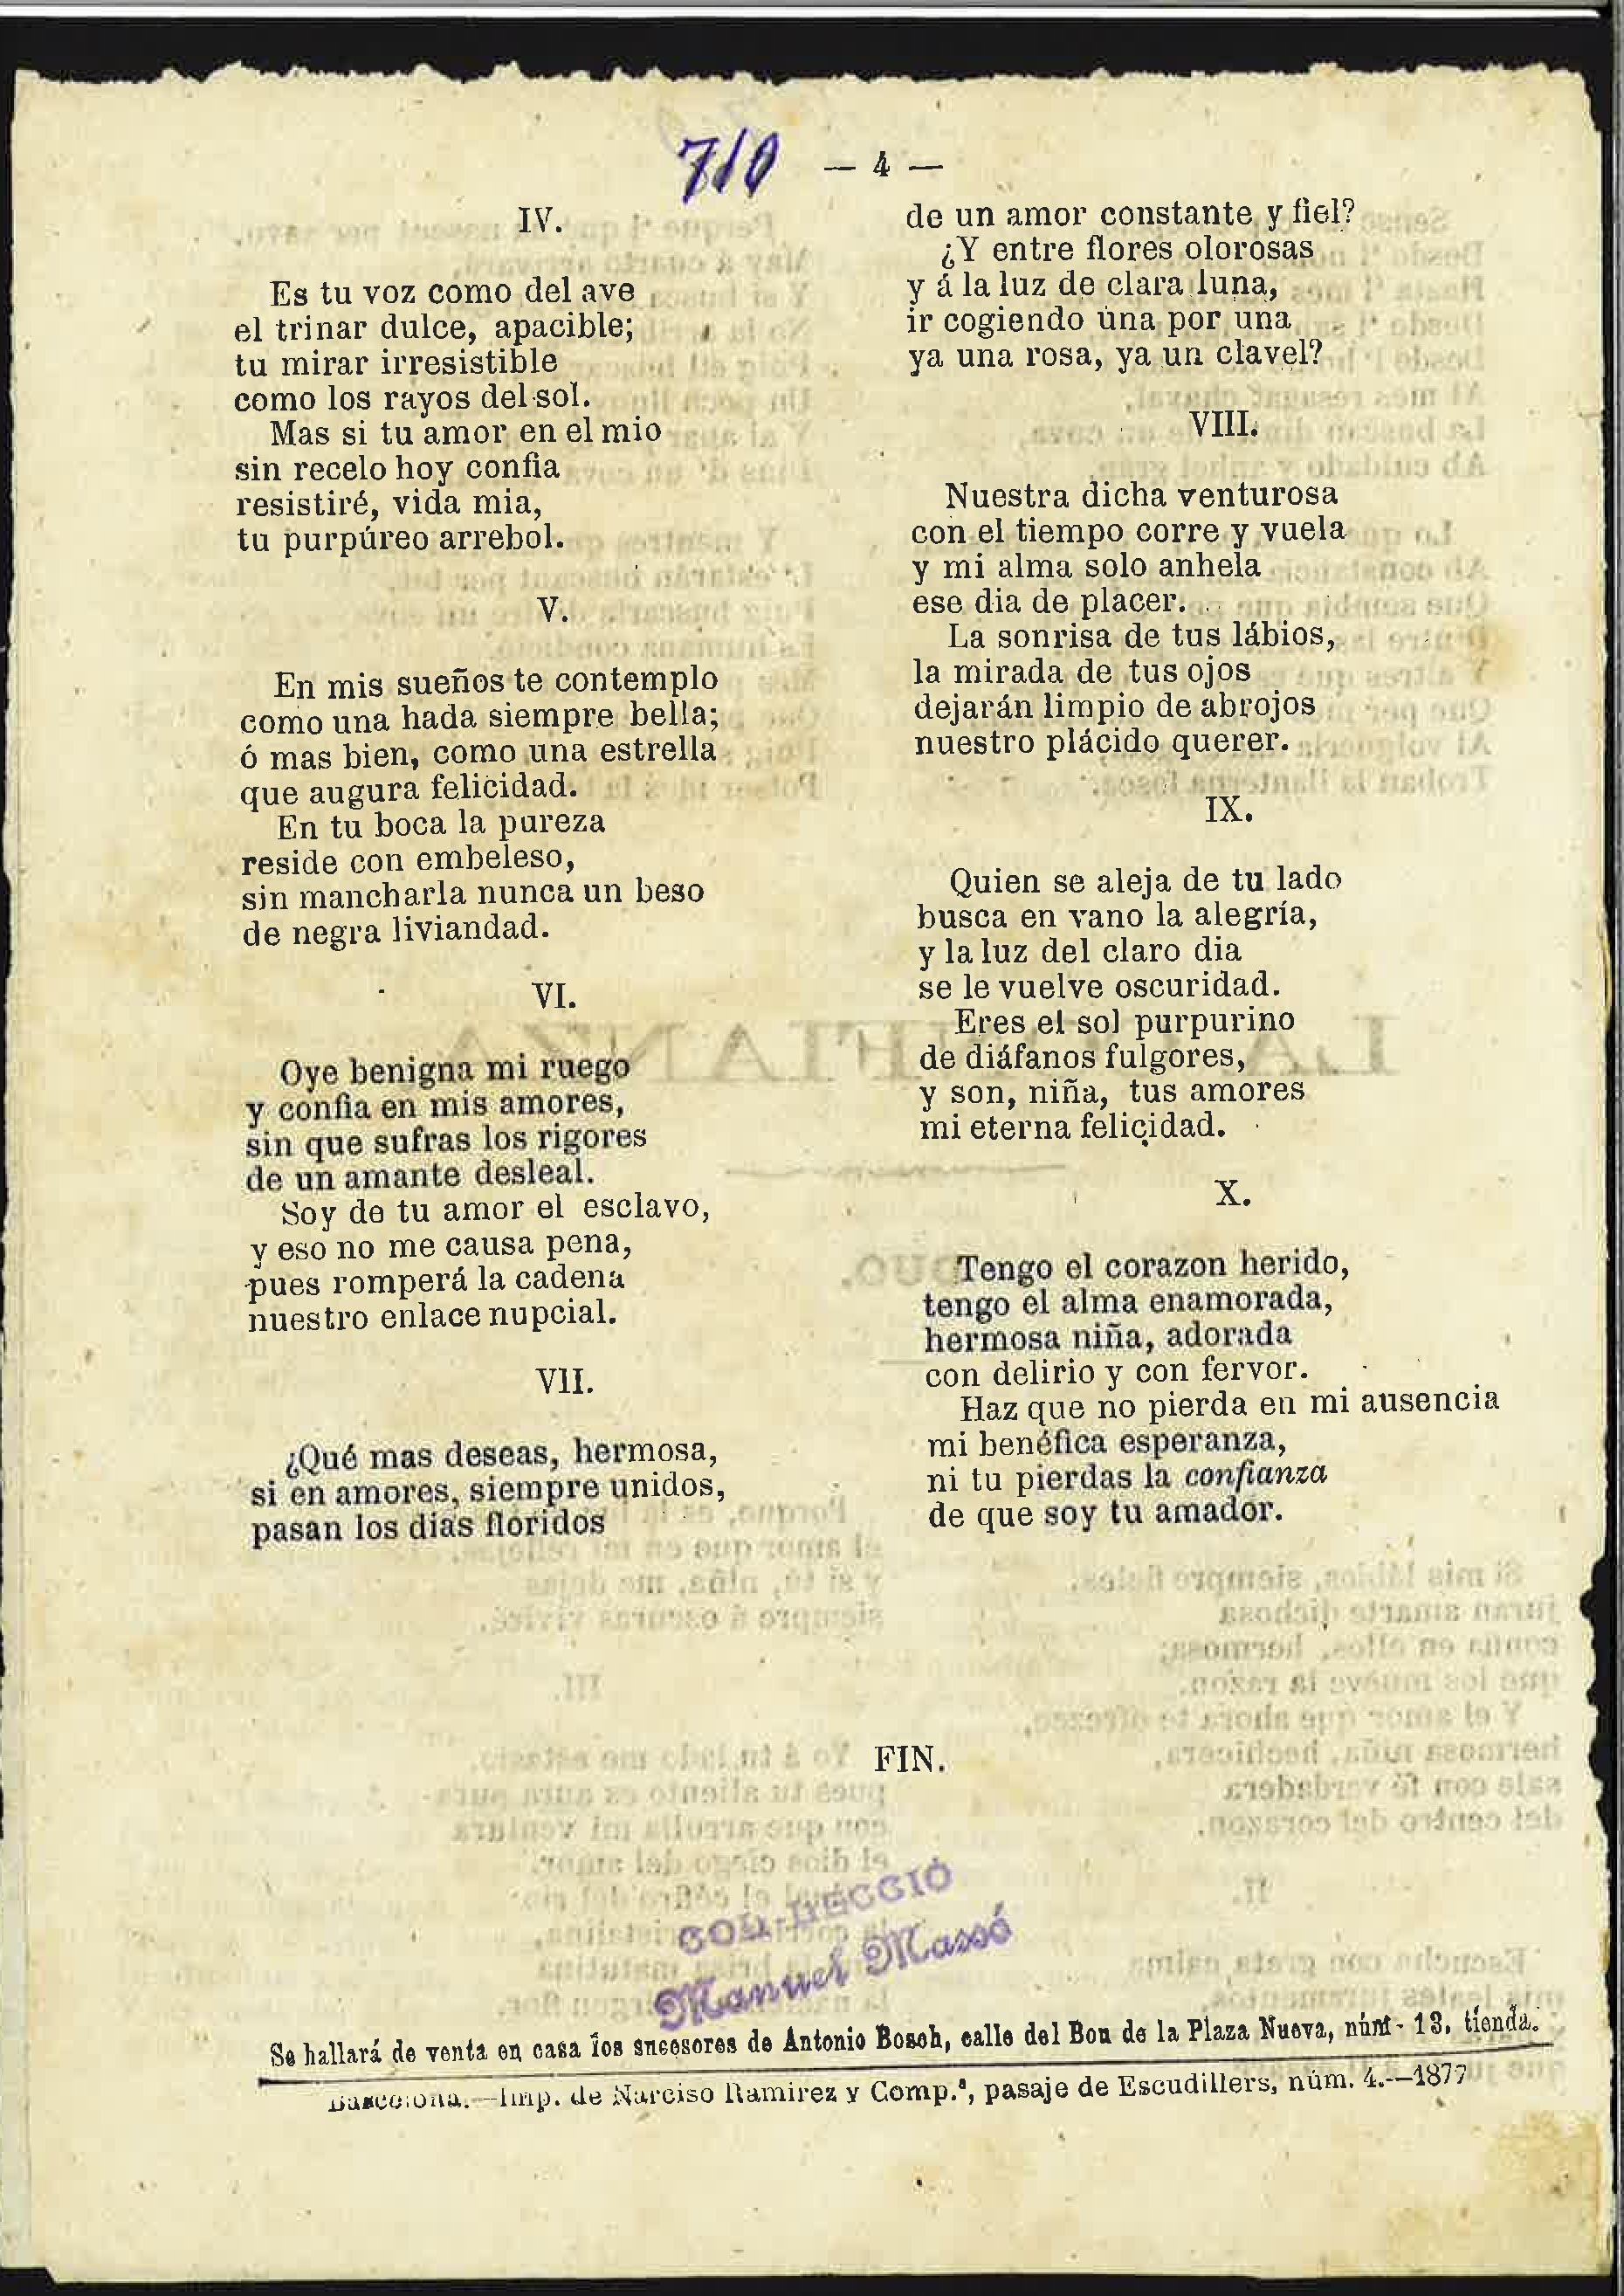 710
— 4 —
IV.
Es tu voz como del ave
el trinar dulce, apacible;
tu mirar irresistible
como los rayos del sol.
Mas si tu amor en el mio
sin recelo hoy confia
resistiré, vida mia,
tu purpúreo arrebol.
V.
En mis sueños te contemplo
como una hada siempre bella;
ó mas bien, como una estrella
que augura felicidad.
En tu boca la pureza
reside con embeleso,
sin mancharla nunca un beso
de negra liviandad.
VI.
Oye benigna mi ruego
y confia en mis amores,
sin que sufras los rigores
de un amante desleal.
Soy de tu amor el esclavo,
y eso no me causa pena,
pues romperá la cadena
nuestro enlace nupcial.
VII.
¿Qué mas deseas, hermosa,
si en amores, siempre unidos,
pasan los dias floridos
de un amor constante y fiel?
¿Y entre flores olorosas
y á la luz de clara luna,
ir cogiendo una por una
ya una rosa, ya un clavel?
VIII.
Nuestra dicha venturosa
con el tiempo corre y vuela
y mi alma solo anhela
ese dia de placer.
La sonrisa de tus lábios,
la mirada de tus ojos
dejarán limpio de abrojos
nuestro plácido querer.
IX.
Quien se aleja de tu lado
busca en vano la alegría,
y la luz del claro dia
se le vuelve oscuridad.
Eres el sol purpurino
de diáfanos fulgores,
y son, niña, tus amores
mi eterna felicidad.
X.
Tengo el corazon herido,
tengo el alma enamorada,
hermosa niña, adorada
con delirio y con fervor.
Haz que no pierda en mi ausencia
mi benéfica esperanza,
ni tu pierdas la confianza
de que soy tu amador.
FIN.
COL·LECCIÓ
Manuel Massó
Se hallará de venta en casa los sucesores de Antonio Bosch, calle del Bou de la Plaza Nueva, núm. 13, tienda.
Barcelona.—Imp. de Narciso Ramirez y Comp.ª, pasaje de Escudillers, núm. 4.—1877